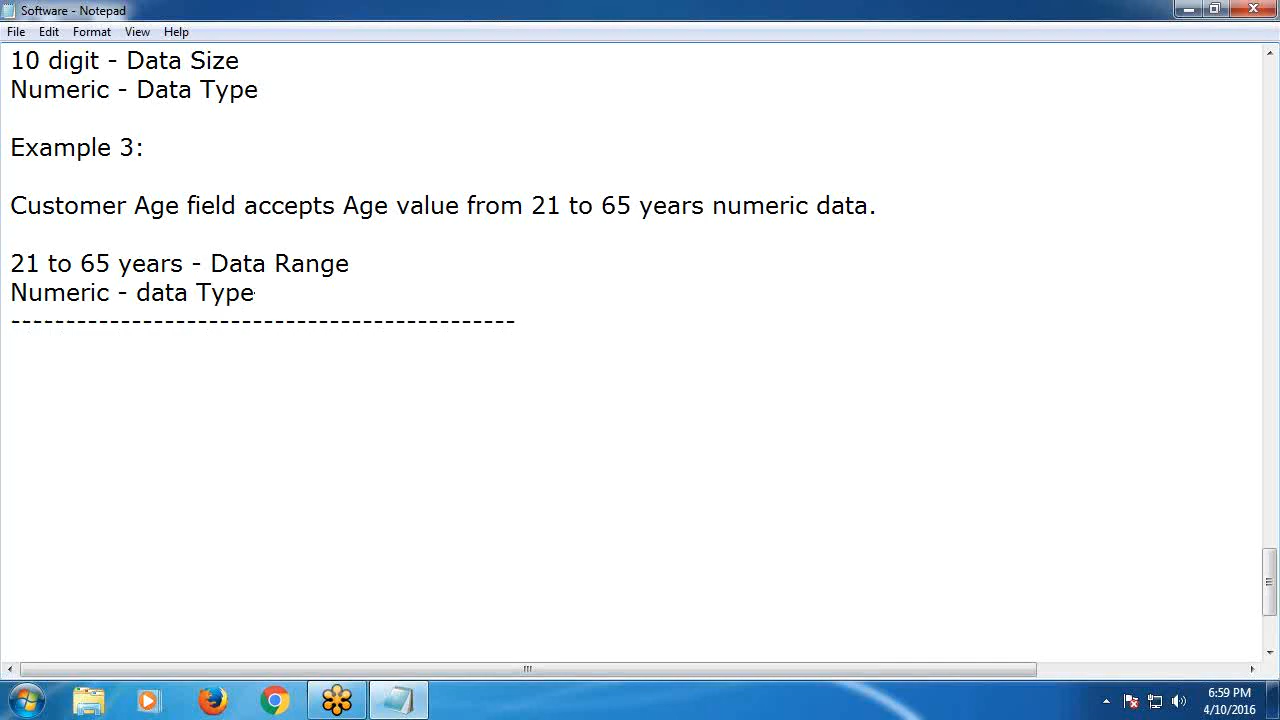 Software - Notepad
File Edit Format View Help
10 digit - Data Size
Numeric - Data Type
Example 3:
Customer Age field accepts Age value from 21 to 65 years numeric data.
21 to 65 years - Data Range
Numeric - data Type
----------------------------------------------
6:59 PM
4/10/2016